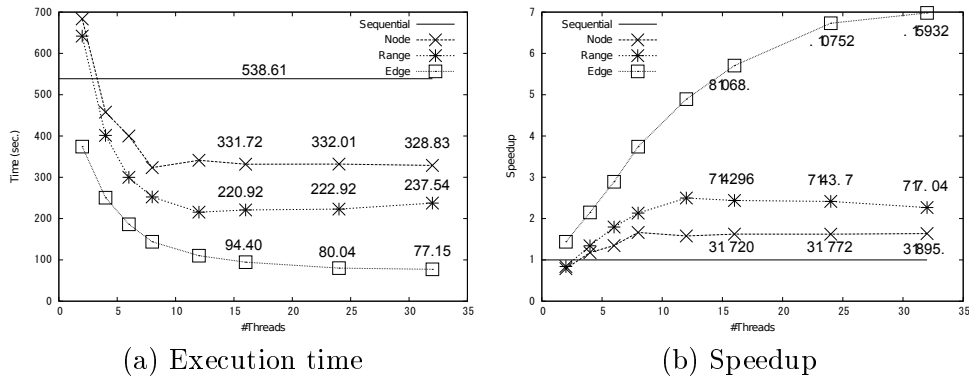 700
600
500
400
300
200
100
0
Time (sec.)
Sequential
Node
Range
Edge
538.61
331.72
332.01
328.83
220.92
222.92
237.54
94.40
80.04
77.15
0 5 10 15 20 25 30 35
#Threads
(a) Execution time
7
6
5
4
3
2
1
0
Speedup
Sequential
Node
Range
Edge
0 5 10 15 20 25 30 35
#Threads
(b) Speedup